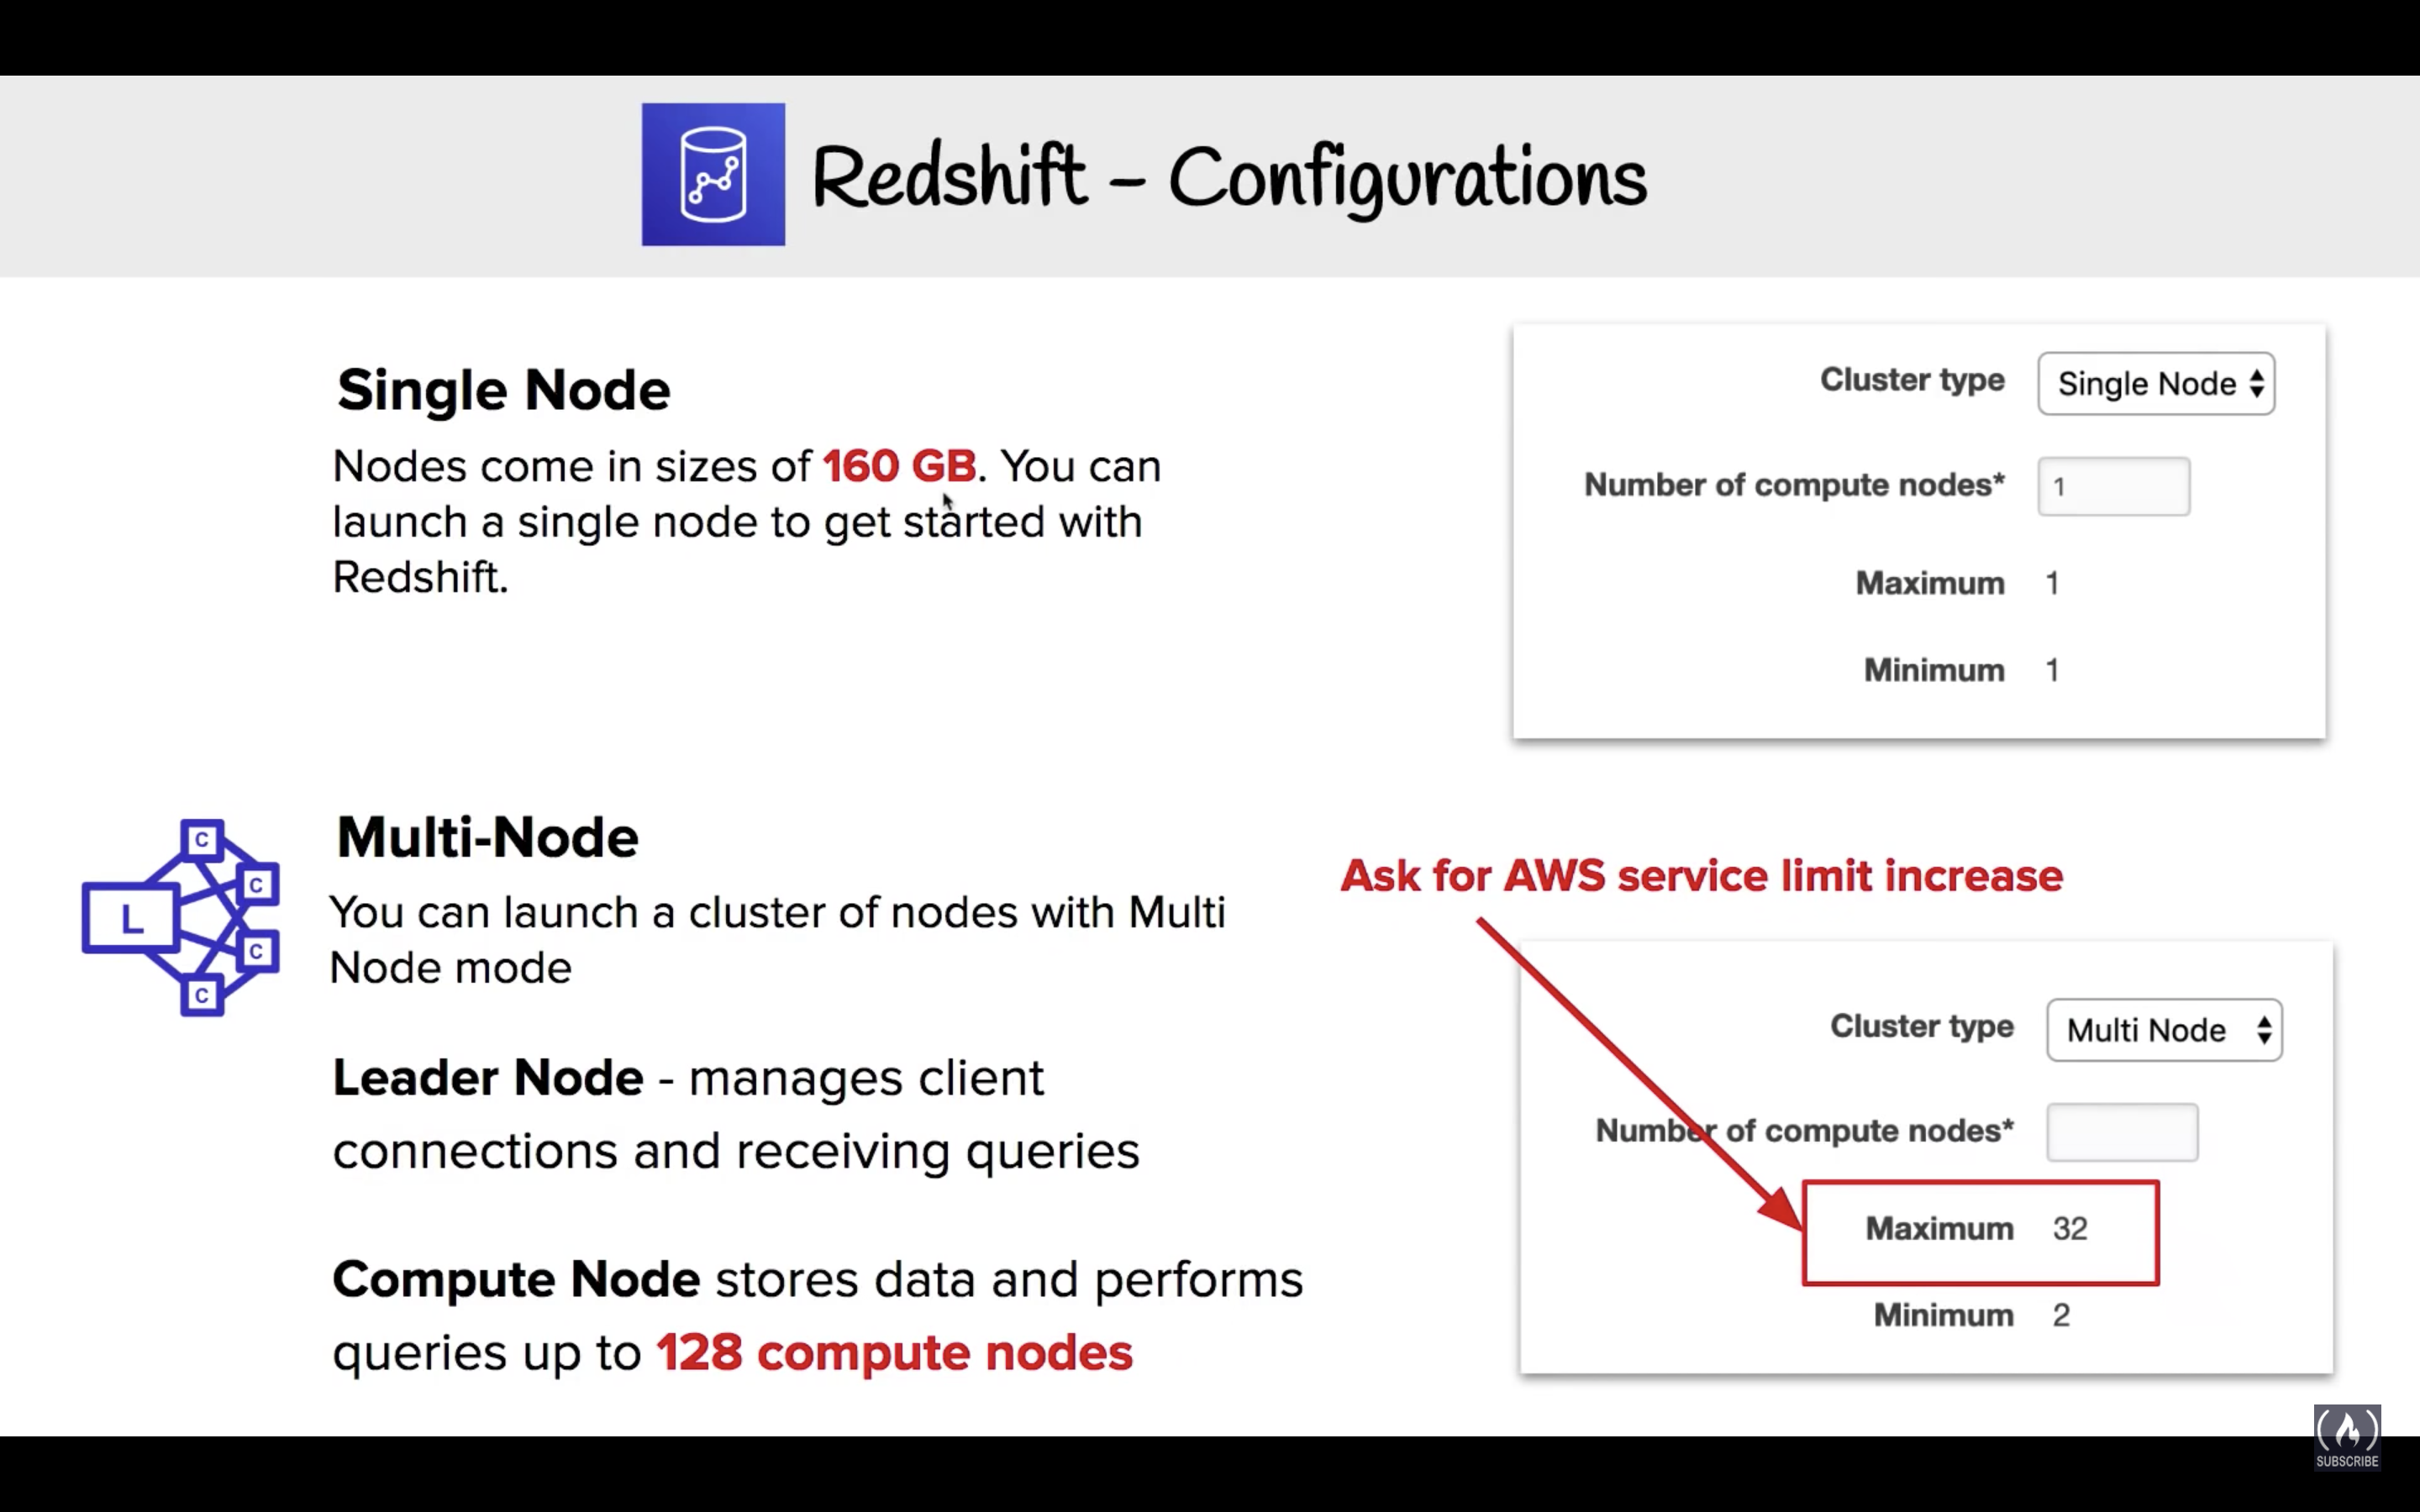 Redshift – Configurations
Single Node
Nodes come in sizes of 160 GB. You can
launch a single node to get started with
Redshift.
Cluster type Single Node
Number of compute nodes* 1
Maximum 1
Minimum 1
C
C
L
C
C
Multi-Node
You can launch a cluster of nodes with Multi
Node mode
Leader Node - manages client
connections and receiving queries
Compute Node stores data and performs
queries up to 128 compute nodes
Ask for AWS service limit increase
Cluster type Multi Node
Number of compute nodes*
Maximum 32
Minimum 2
SUBSCRIBE